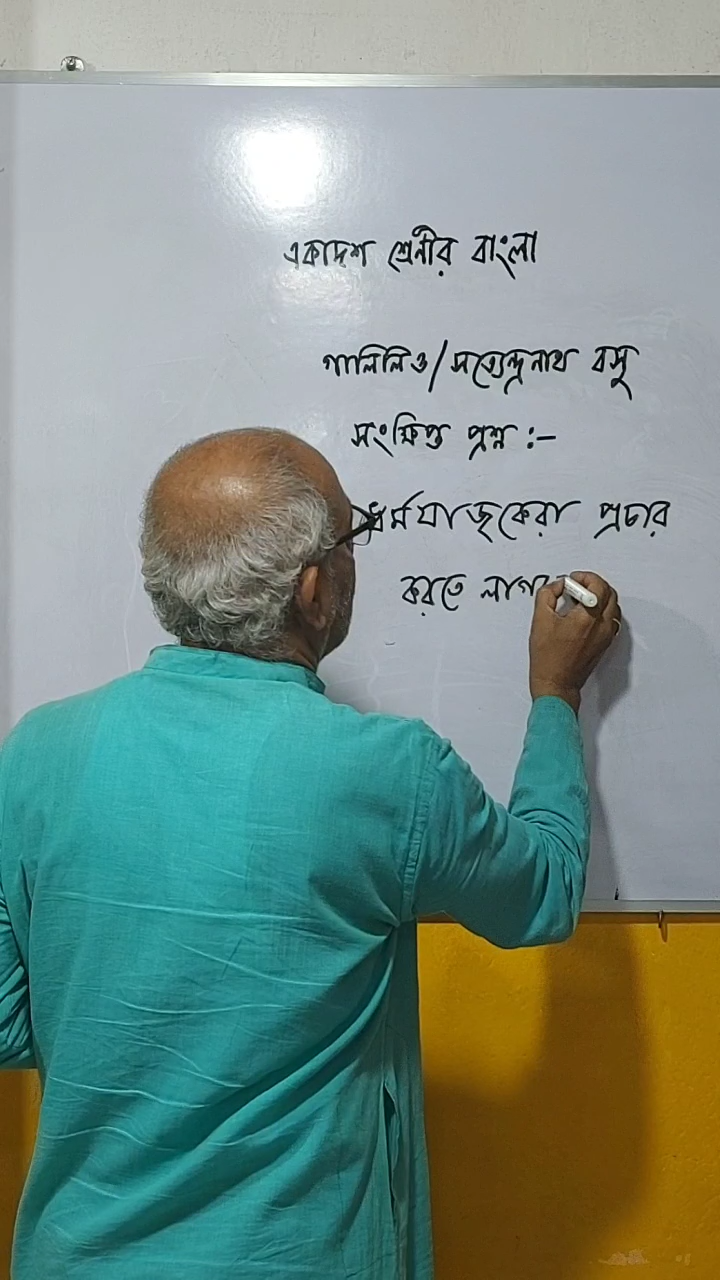 একাদশ শ্রেনীর বাংলা
গালিলিও/সত্যেন্দ্রনাথ বসু
সংক্ষিপ্ত প্রশ্ন :-
ধর্মযাজকেরা প্রচার
করতে